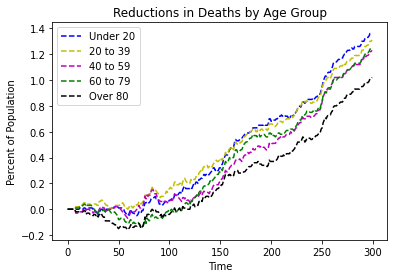 Reductions in Deaths by Age Group
Under 20
20 to 39
40 to 59
60 to 79
Over 80
Percent of Population
1.4
1.2
1.0
0.8
0.6
0.4
0.2
0.0
−0.2
0 50 100 150 200 250 300
Time